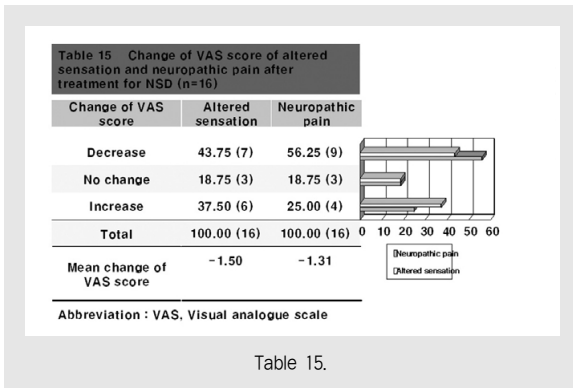 Table 15 Change of VAS score of altered
sensation and neuropathic pain after
treatment for NSD (n=16)
Change of VAS score Altered sensation Neuropathic pain
Decrease 43.75 (7) 56.25 (9)
No change 18.75 (3) 18.75 (3)
Increase 37.50 (6) 25.00 (4)
Total 100.00 (16) 100.00 (16)
0 10 20 30 40 50 60
Neuropathic pain
Altered sensation
Mean change of VAS score -1.50 -1.31
Abbreviation : VAS, Visual analogue scale
Table 15.